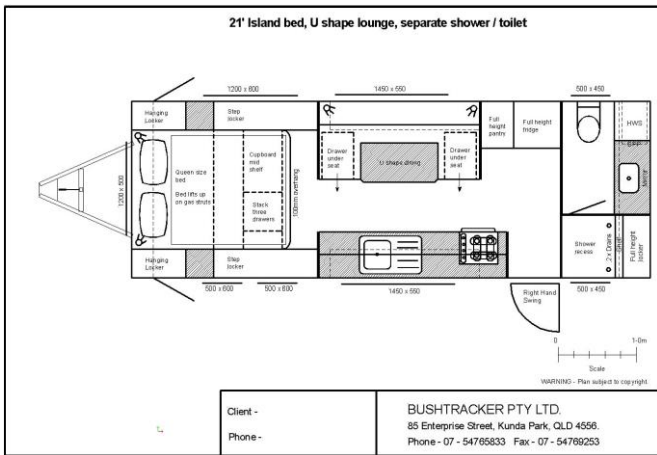 21' Island bed, U shape lounge, separate shower / toilet
1200 x 600
1450 x 550
500 x 450
Hanging
Locker
Step
locker
Full
height
pantry
Full height
fridge
HWS
Queen size
bed
Bed lifts up
on gas struts
Cupboard
mid
shelf
Stack
three
drawers
100mm overhang
1200 x 500
Drawer
under
seat
U shape dining
Drawer
under
seat
Mirror
Hanging
Locker
Step
locker
Shower
recess
2 x Drains
Full height
locker
500 x 600
500 x 600
1450 x 550
Right Hand
Swing
500 x 450
0
1-0m
Scale
WARNING - Plan subject to copyright.
Client -
Phone -
BUSHTRACKER PTY LTD.
85 Enterprise Street, Kunda Park, QLD 4556.
Phone - 07 - 54765833 Fax - 07 - 54769253